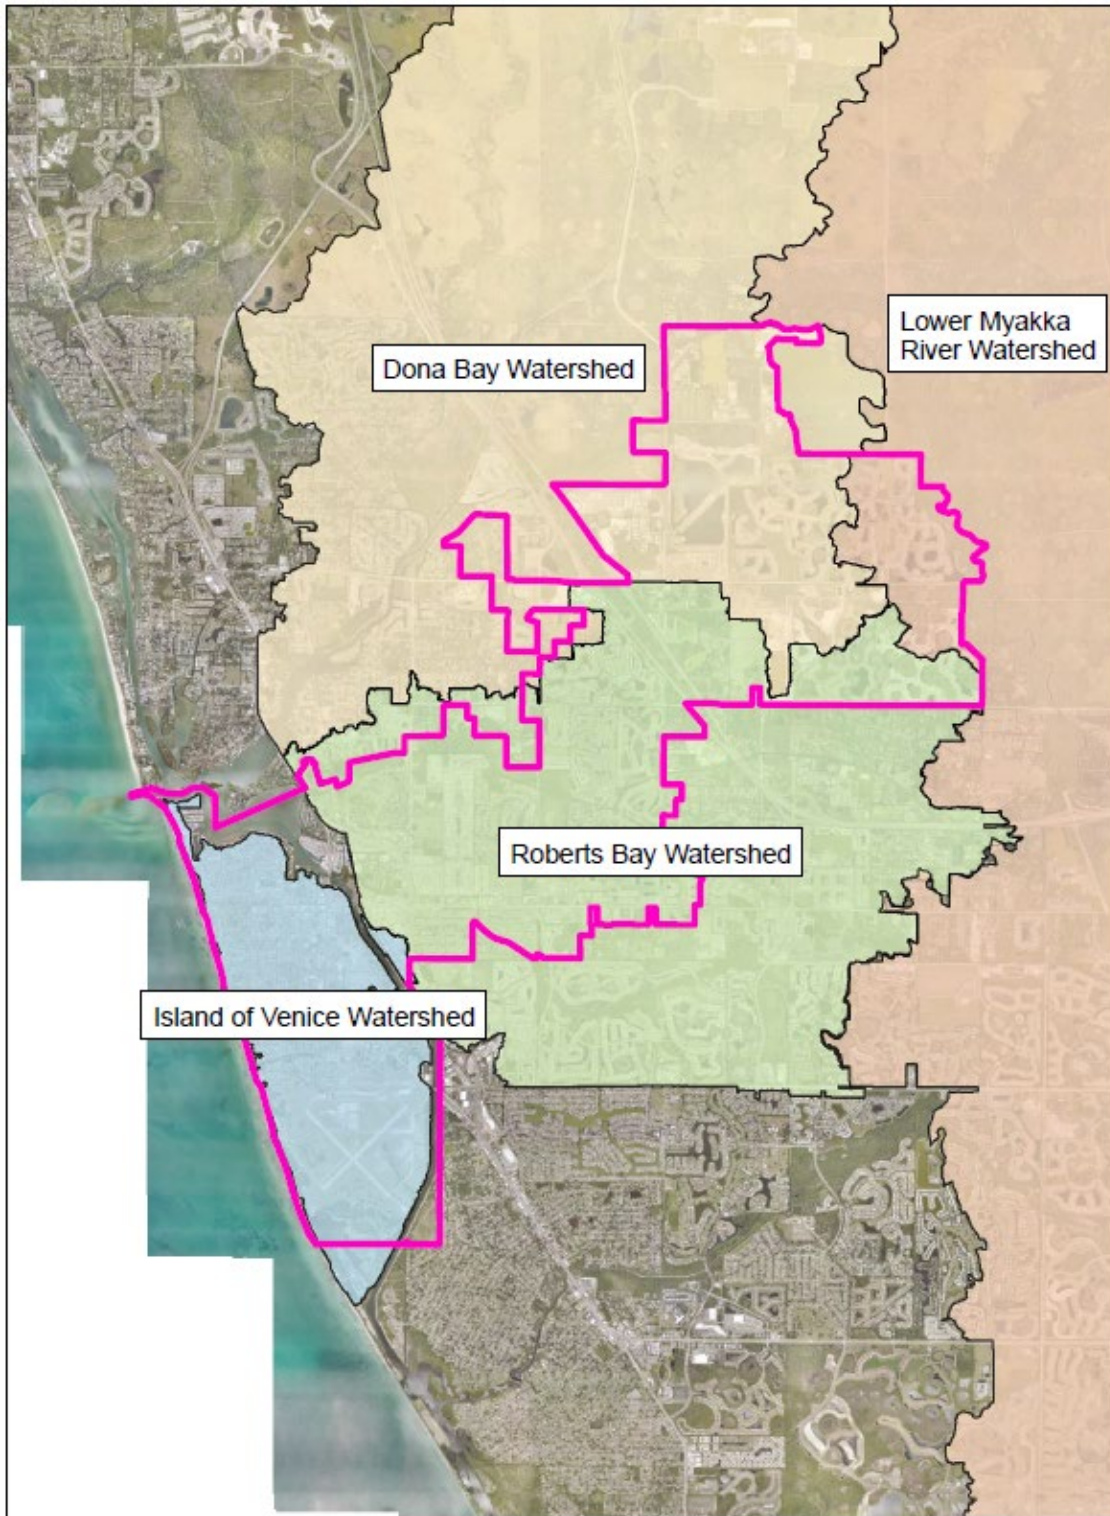 Lower Myakka
River Watershed
Dona Bay Watershed
Roberts Bay Watershed
Island of Venice Watershed